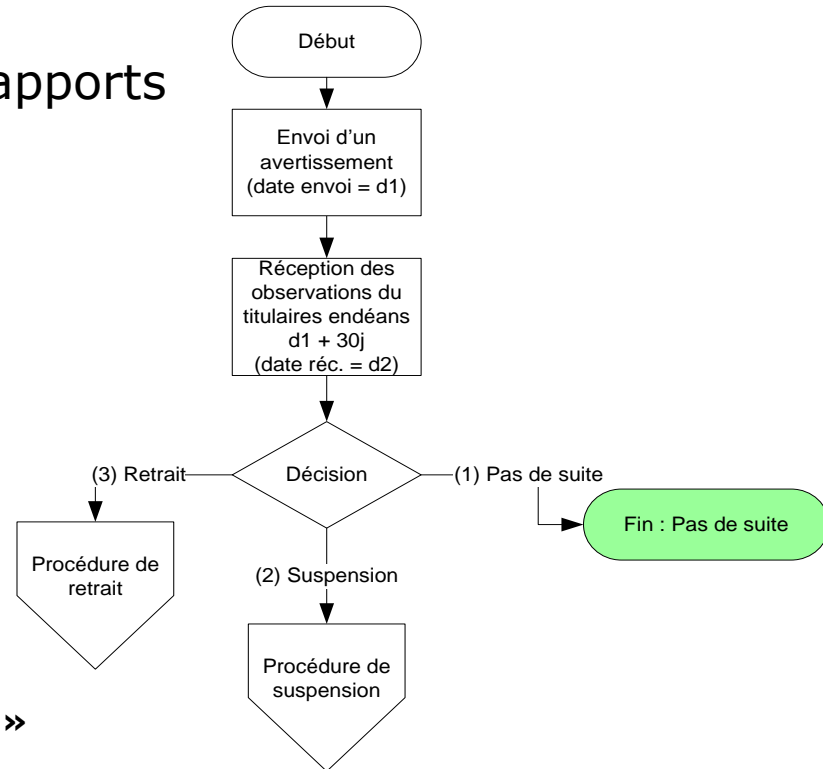 Début
apports
Envoi d'un
avertissement
(date envoi = d1)
Réception des
observations du
titulaires endéans
d1 + 30j
(date réc. = d2)
(3) Retrait
Décision
(1) Pas de suite
Fin : Pas de suite
Procédure de
retrait
(2) Suspension
Procédure de
suspension
»